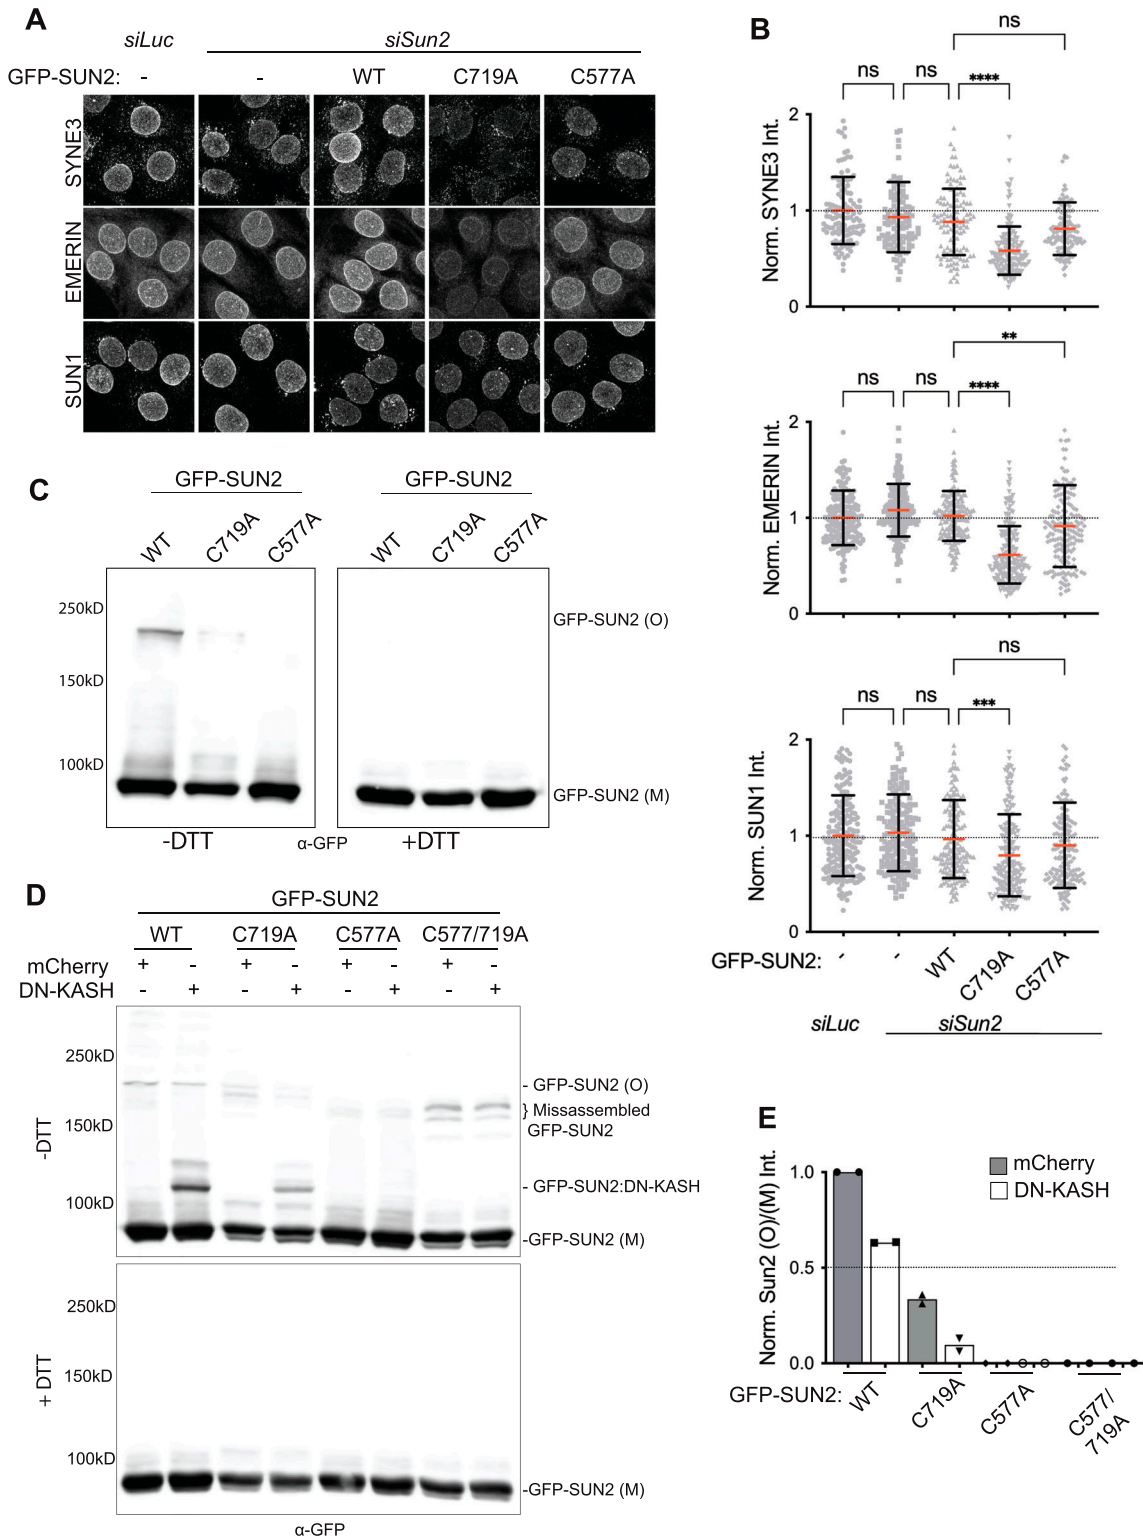 A
siLuc
siSun2
GFP-SUN2:
-
-
WT
C719A
C577A
SYNE3
EMERIN
SUN1
B
ns
ns
ns
****
Norm. SYNE3 Int.
2
1
0
**
ns
ns
****
Norm. EMERIN Int.
2
1
0
ns
ns
ns
***
Norm. SUN1 Int.
2
1
0
GFP-SUN2:
-
-
WT
C719A
C577A
siLuc
siSun2
C
GFP-SUN2
GFP-SUN2
WT
C719A
C577A
WT
C719A
C577A
250kD
150kD
100kD
GFP-SUN2 (O)
GFP-SUN2 (M)
-DTT
α-GFP
+DTT
D
GFP-SUN2
WT
C719A
C577A
C577/719A
mCherry + - + - + - + -
DN-KASH - + - + - + - +
-DTT
250kD
150kD
100kD
- GFP-SUN2 (O)
} Missassembled
GFP-SUN2
- GFP-SUN2:DN-KASH
-GFP-SUN2 (M)
+ DTT
250kD
150kD
100kD
-GFP-SUN2 (M)
α-GFP
E
mCherry
DN-KASH
Norm. Sun2 (O)/(M) Int.
1.0
0.5
0.0
GFP-SUN2:
WT
C719A
C577A
C577/
719A